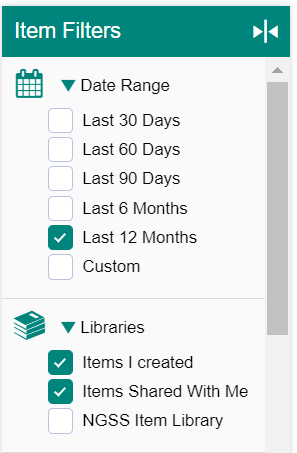 Item Filters
Date Range
Last 30 Days
Last 60 Days
Last 90 Days
Last 6 Months
Last 12 Months
Custom
Libraries
Items I created
Items Shared With Me
NGSS Item Library